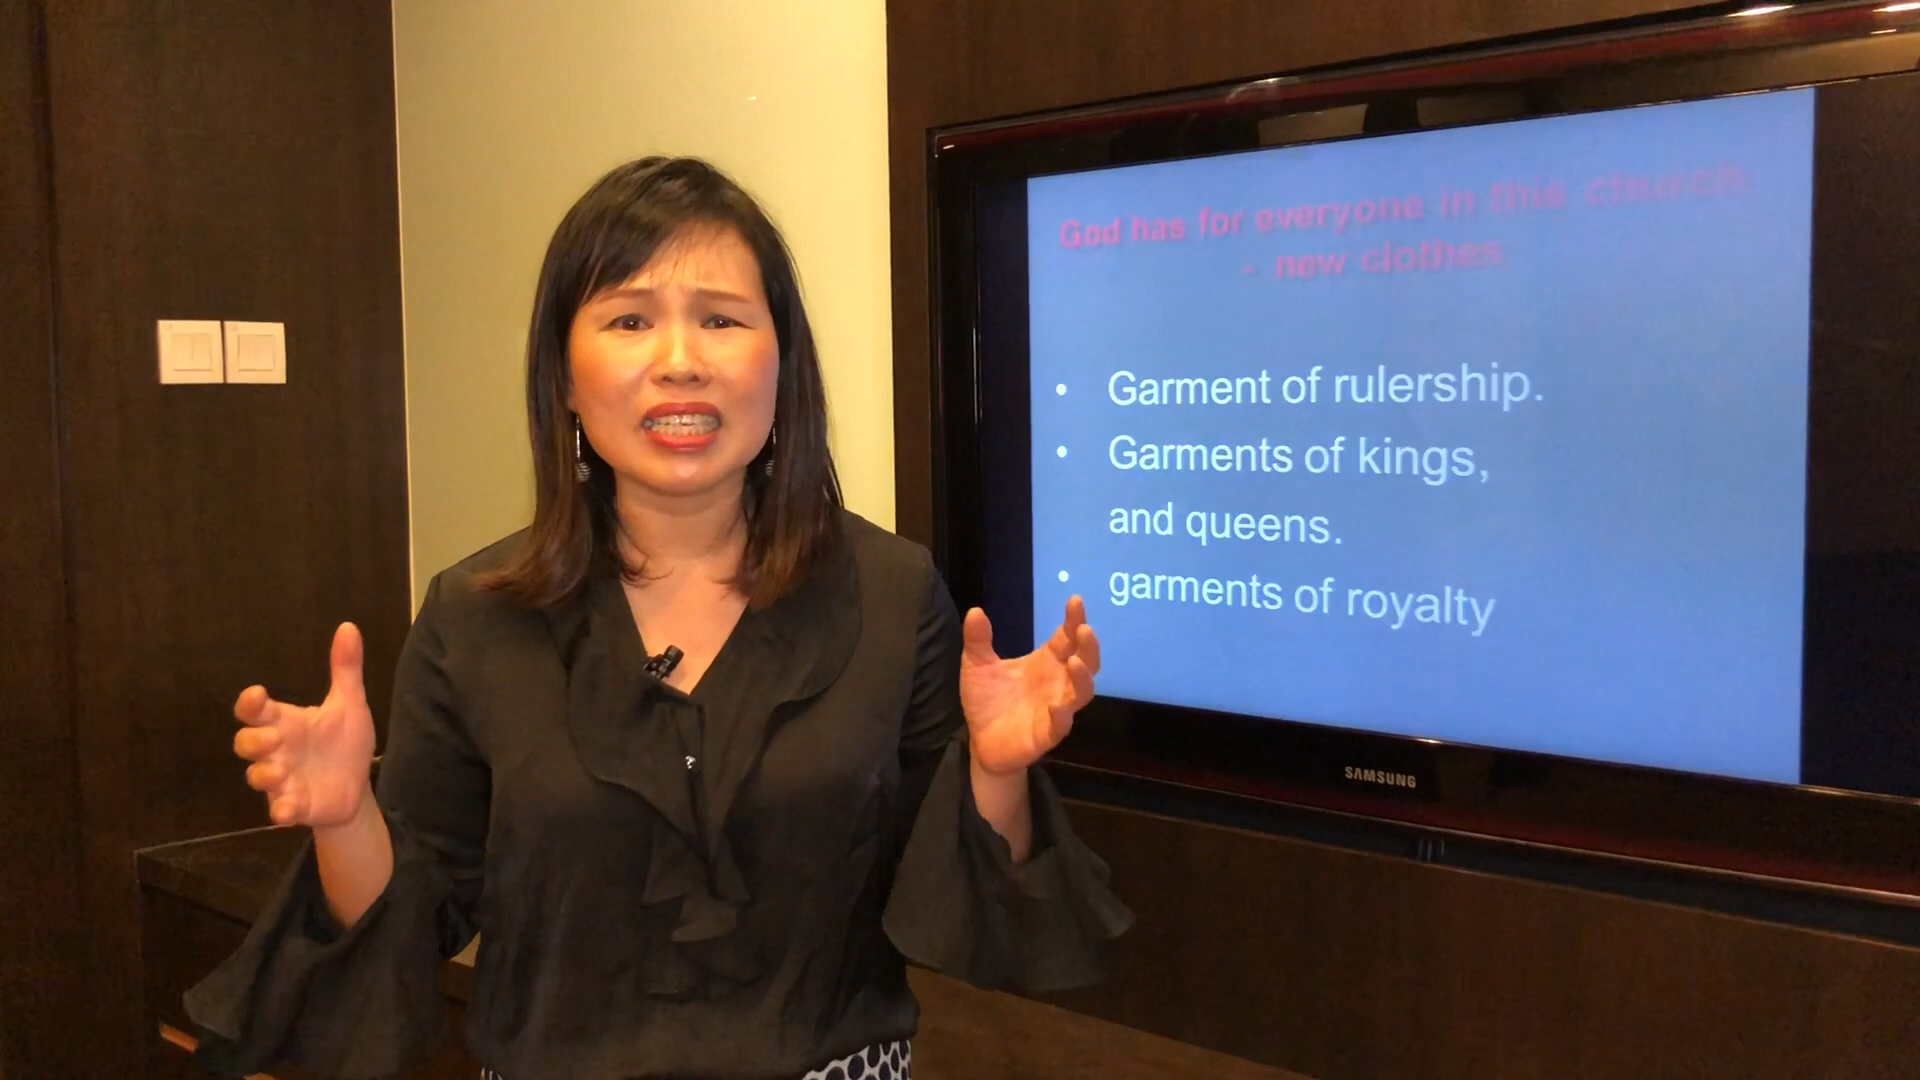 God has for everyone in this church.
- new clothes
• Garment of rulership.
• Garments of kings,
and queens.
• garments of royalty
SAMSUNG